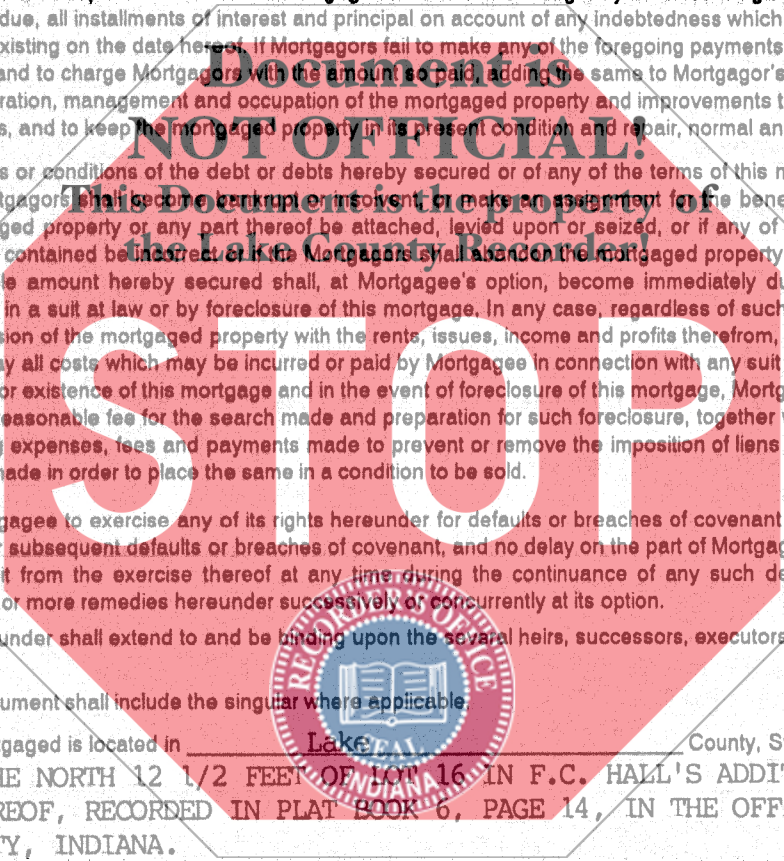 due, all installments of interest and principal on account of any indebtedness which
xisting on the date hereof. If Mortgagors fail to make any of the foregoing payments
and to charge Mortgagors with the amount so paid, adding the same to Mortgagor's
Document is
ration, management and occupation of the mortgaged property and improvements t
s, and to keep the mortgaged property in its present condition and repair, normal an
NOT OFFICIAL!
s or conditions of the debt or debts hereby secured or of any of the terms of this m
tgagors shall become bankrupt or insolvent, or make an assignment for the bene
This Document is the property of
ged property or any part thereof be attached, levied upon or seized, or if any of
contained be incorrect or if the Mortgagors shall abandon the mortgaged property
the Lake County Recorder!
le amount hereby secured shall, at Mortgagee's option, become immediately du
in a suit at law or by foreclosure of this mortgage. In any case, regardless of such
sion of the mortgaged property with the rents, issues, income and profits therefrom,
y all costs which may be incurred or paid by Mortgagee in connection with any suit
or existence of this mortgage and in the event of foreclosure of this mortgage, Mortg
easonable fee for the search made and preparation for such foreclosure, together
STOP
expenses, fees and payments made to prevent or remove the imposition of liens
ade in order to place the same in a condition to be sold.
gagee to exercise any of its rights hereunder for defaults or breaches of covenant
subsequent defaults or breaches of covenant, and no delay on the part of Mortgag
t from the exercise thereof at any time during the continuance of any such de
or more remedies hereunder successively or concurrently at its option.
under shall extend to and be binding upon the several heirs, successors, executors
RECORDER'S OFFICE
ument shall include the singular where applicable.
gaged is located in Lake County, S
SEAL
INDIANA
HE NORTH 12 1/2 FEET OF LOT 16 IN F.C. HALL'S ADDI
REOF, RECORDED IN PLAT BOOK 6, PAGE 14, IN THE OFF
TY, INDIANA.